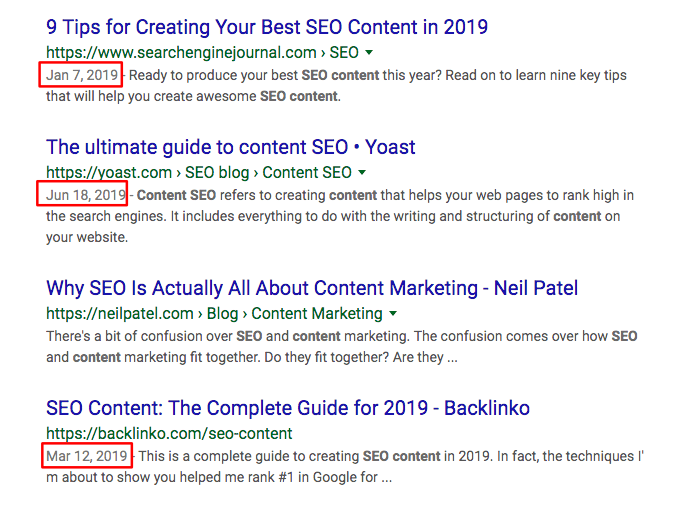 9 Tips for Creating Your Best SEO Content in 2019
https://www.searchenginejournal.com › SEO
Jan 7, 2019 - Ready to produce your best SEO content this year? Read on to learn nine key tips
that will help you create awesome SEO content.
The ultimate guide to content SEO • Yoast
https://yoast.com › SEO blog › Content SEO
Jun 18, 2019 - Content SEO refers to creating content that helps your web pages to rank high in
the search engines. It includes everything to do with the writing and structuring of content on
your website.
Why SEO Is Actually All About Content Marketing - Neil Patel
https://neilpatel.com › Blog › Content Marketing
There's a bit of confusion over SEO and content marketing. The confusion comes over how SEO
and content marketing fit together. Do they fit together? Are they ...
SEO Content: The Complete Guide for 2019 - Backlinko
https://backlinko.com/seo-content
Mar 12, 2019 - This is a complete guide to creating SEO content in 2019. In fact, the techniques I'
m about to show you helped me rank #1 in Google for ...